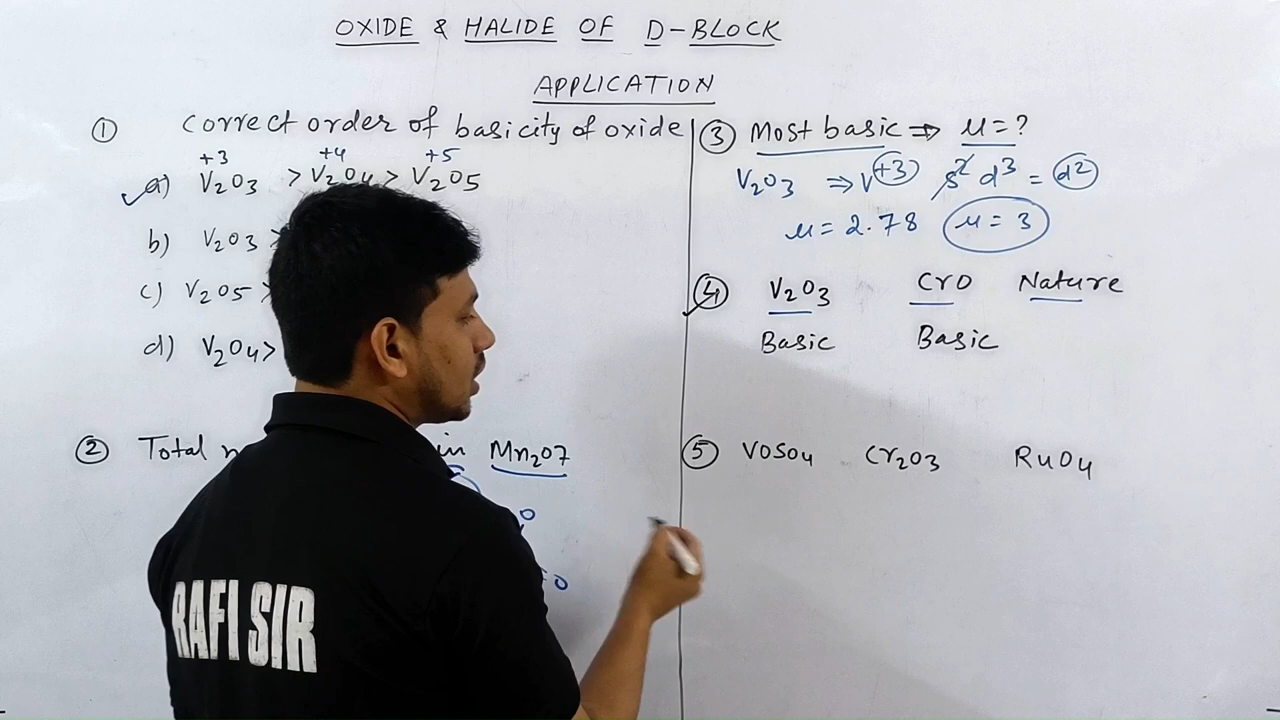 OXIDE & HALIDE OF D-BLOCK
APPLICATION
① Correct order of basicity of oxide
+3 +4 +5
a) V2O3 > V2O4 > V2O5
b) V2O3 >
c) V2O5 >
d) V2O4 >
② Total in Mn2O7
O
O
③ Most basic ⇒ μ = ?
V2O3 ⇒ V+3 s2 d3 = d2
μ = 2.78 μ = 3
④ V2O3 CrO Nature
Basic Basic
⑤ VOSO4 Cr2O3 RuO4
RAFI SIR